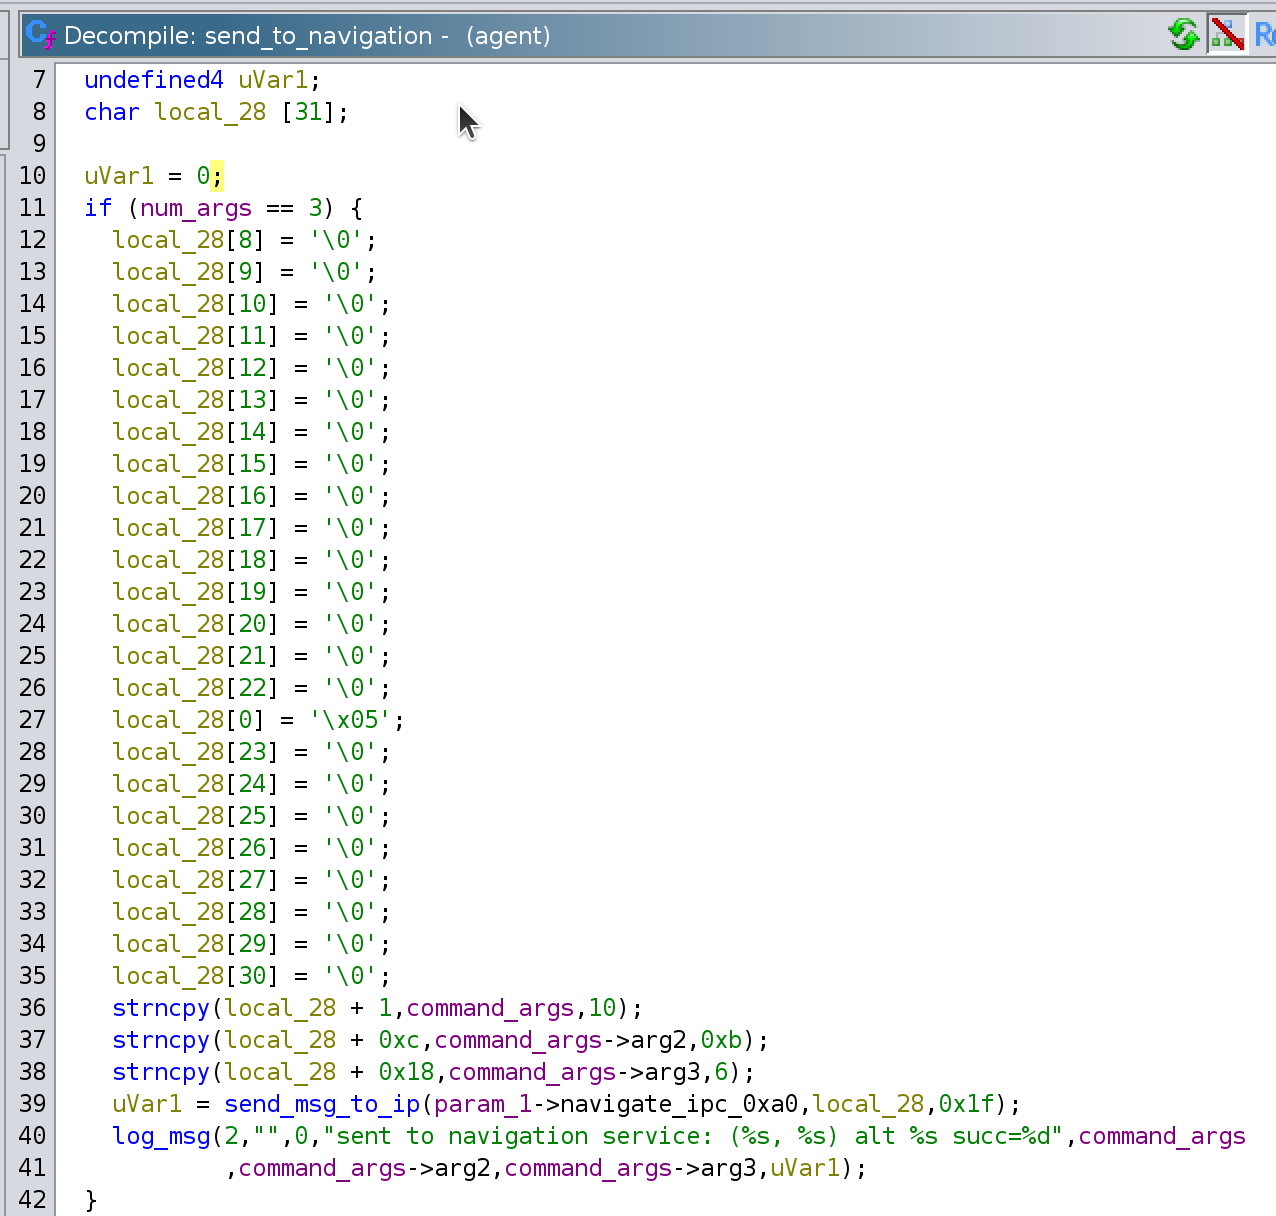 Decompile: send_to_navigation - (agent)
7 undefined4 uVar1;
8 char local_28 [31];
9
10 uVar1 = 0;
11 if (num_args == 3) {
12 local_28[8] = '\0';
13 local_28[9] = '\0';
14 local_28[10] = '\0';
15 local_28[11] = '\0';
16 local_28[12] = '\0';
17 local_28[13] = '\0';
18 local_28[14] = '\0';
19 local_28[15] = '\0';
20 local_28[16] = '\0';
21 local_28[17] = '\0';
22 local_28[18] = '\0';
23 local_28[19] = '\0';
24 local_28[20] = '\0';
25 local_28[21] = '\0';
26 local_28[22] = '\0';
27 local_28[0] = '\x05';
28 local_28[23] = '\0';
29 local_28[24] = '\0';
30 local_28[25] = '\0';
31 local_28[26] = '\0';
32 local_28[27] = '\0';
33 local_28[28] = '\0';
34 local_28[29] = '\0';
35 local_28[30] = '\0';
36 strncpy(local_28 + 1,command_args,10);
37 strncpy(local_28 + 0xc,command_args->arg2,0xb);
38 strncpy(local_28 + 0x18,command_args->arg3,6);
39 uVar1 = send_msg_to_ip(param_1->navigate_ipc_0xa0,local_28,0x1f);
40 log_msg(2,"",0,"sent to navigation service: (%s, %s) alt %s succ=%d",command_args
41 ,command_args->arg2,command_args->arg3,uVar1);
42 }